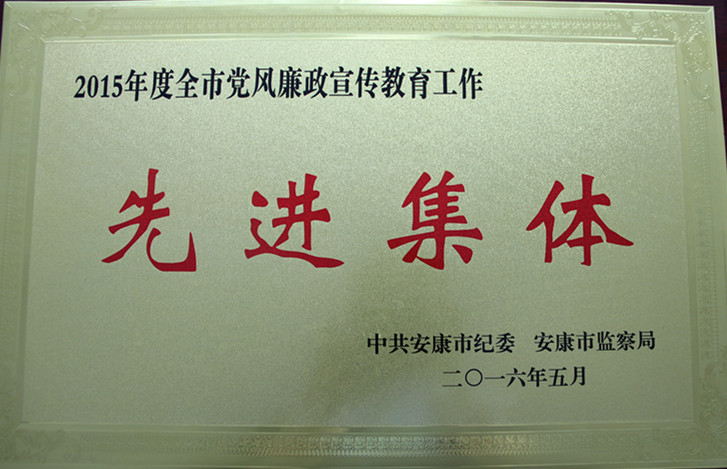 2015年度全市党风廉政宣传教育工作
先进集体
中共安康市纪委 安康市监察局
二〇一六年五月